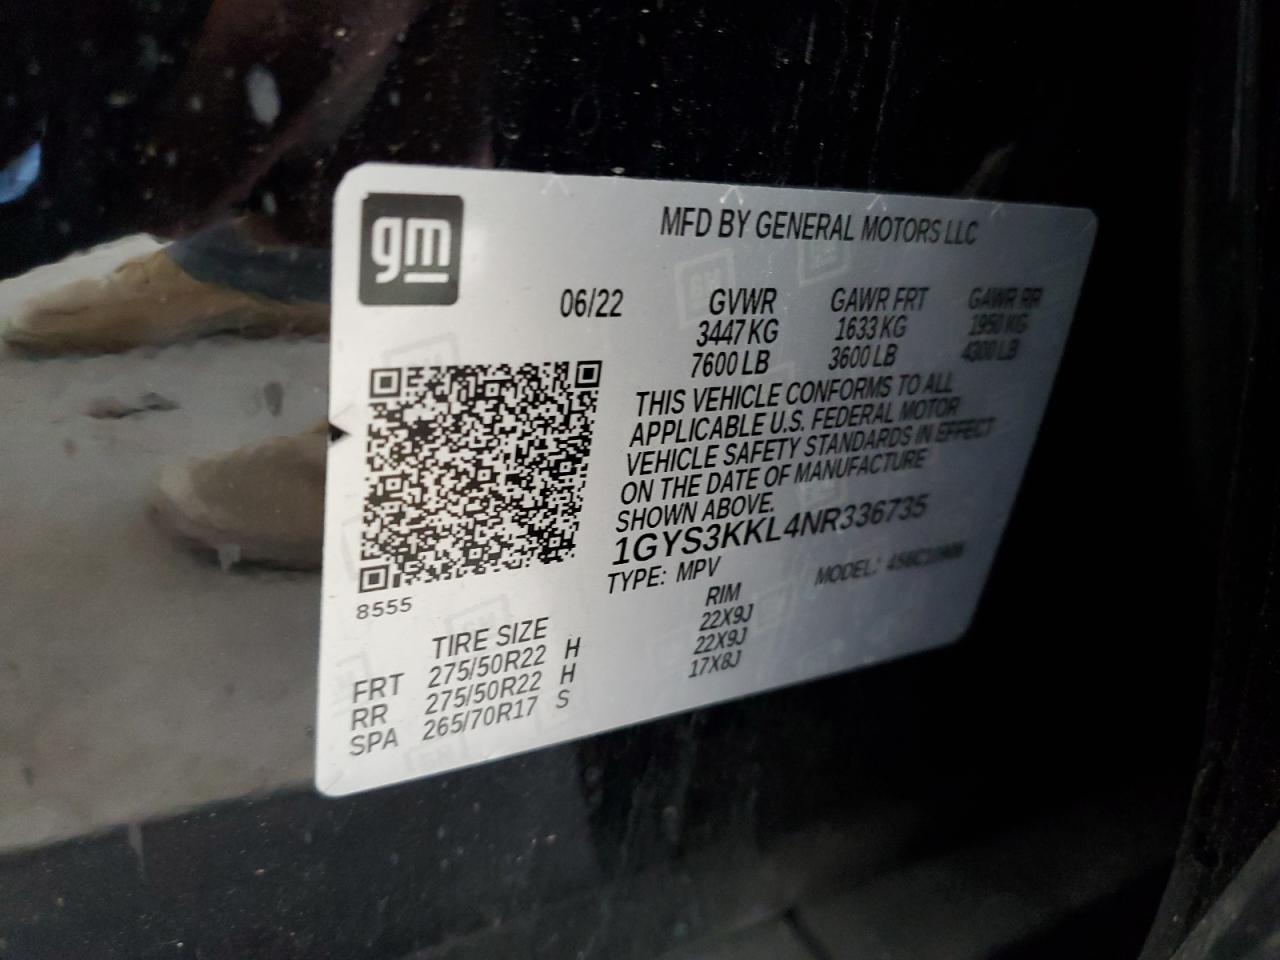 gm
MFD BY GENERAL MOTORS LLC
06/22 GVWR GAWR FRT GAWR RR
3447 KG 1633 KG 1950 KG
7600 LB 3600 LB 4300 LB
THIS VEHICLE CONFORMS TO ALL
APPLICABLE U.S. FEDERAL MOTOR
VEHICLE SAFETY STANDARDS IN EFFECT
ON THE DATE OF MANUFACTURE
SHOWN ABOVE.
1GYS3KKL4NR336735
TYPE: MPV MODEL:
8555
TIRE SIZE RIM
FRT 275/50R22 H 22X9J
RR 275/50R22 H 22X9J
SPA 265/70R17 S 17X8J